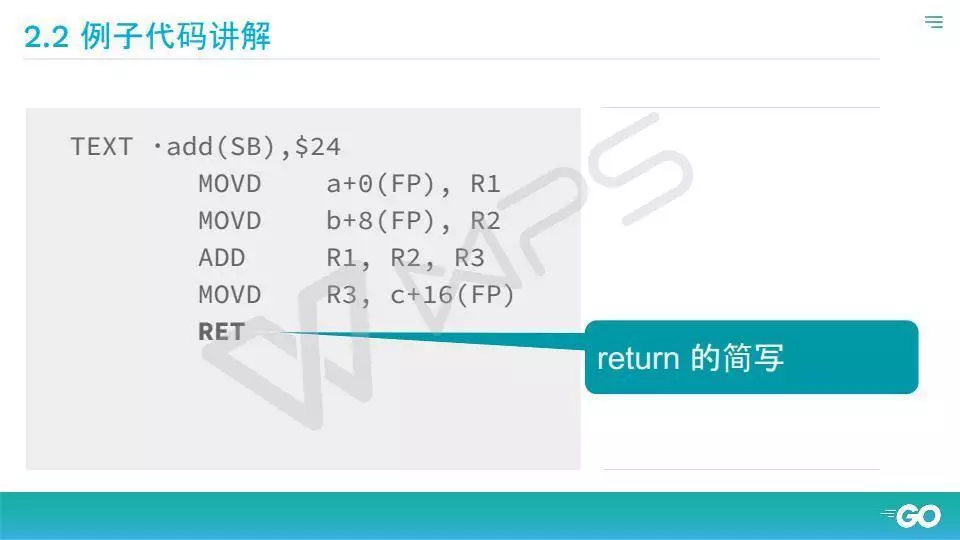 2.2 例子代码讲解
TEXT ·add(SB),$24
MOVD a+0(FP), R1
MOVD b+8(FP), R2
ADD R1, R2, R3
MOVD R3, c+16(FP)
RET
return 的简写
WPS
GO